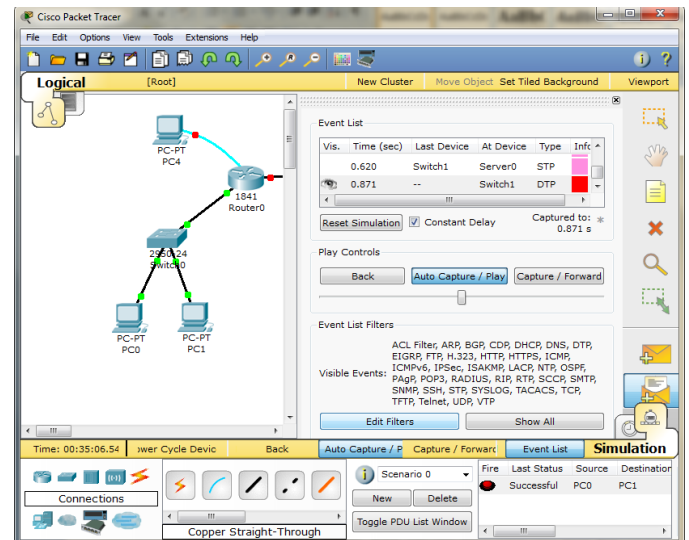 Cisco Packet Tracer
File Edit Options View Tools Extensions Help
Logical [Root] New Cluster Move Object Set Tiled Background Viewport
PC-PT
PC4
1841
Router0
2950-24
Switch0
PC-PT
PC0
PC-PT
PC1
Event List
Vis. Time (sec) Last Device At Device Type Info
0.620 Switch1 Server0 STP
0.871 -- Switch1 DTP
Reset Simulation Constant Delay Captured to: *
0.871 s
Play Controls
Back Auto Capture / Play Capture / Forward
Event List Filters
Visible Events: ACL Filter, ARP, BGP, CDP, DHCP, DNS, DTP,
EIGRP, FTP, H.323, HTTP, HTTPS, ICMP,
ICMPv6, IPSec, ISAKMP, LACP, NTP, OSPF,
PAgP, POP3, RADIUS, RIP, RTP, SCCP, SMTP,
SNMP, SSH, STP, SYSLOG, TACACS, TCP,
TFTP, Telnet, UDP, VTP
Edit Filters Show All
Time: 00:35:06.54 ower Cycle Devic Back Auto Capture / P Capture / Forward Event List Simulation
Connections
Copper Straight-Through
Scenario 0
New Delete
Toggle PDU List Window
Fire Last Status Source Destination
Successful PC0 PC1